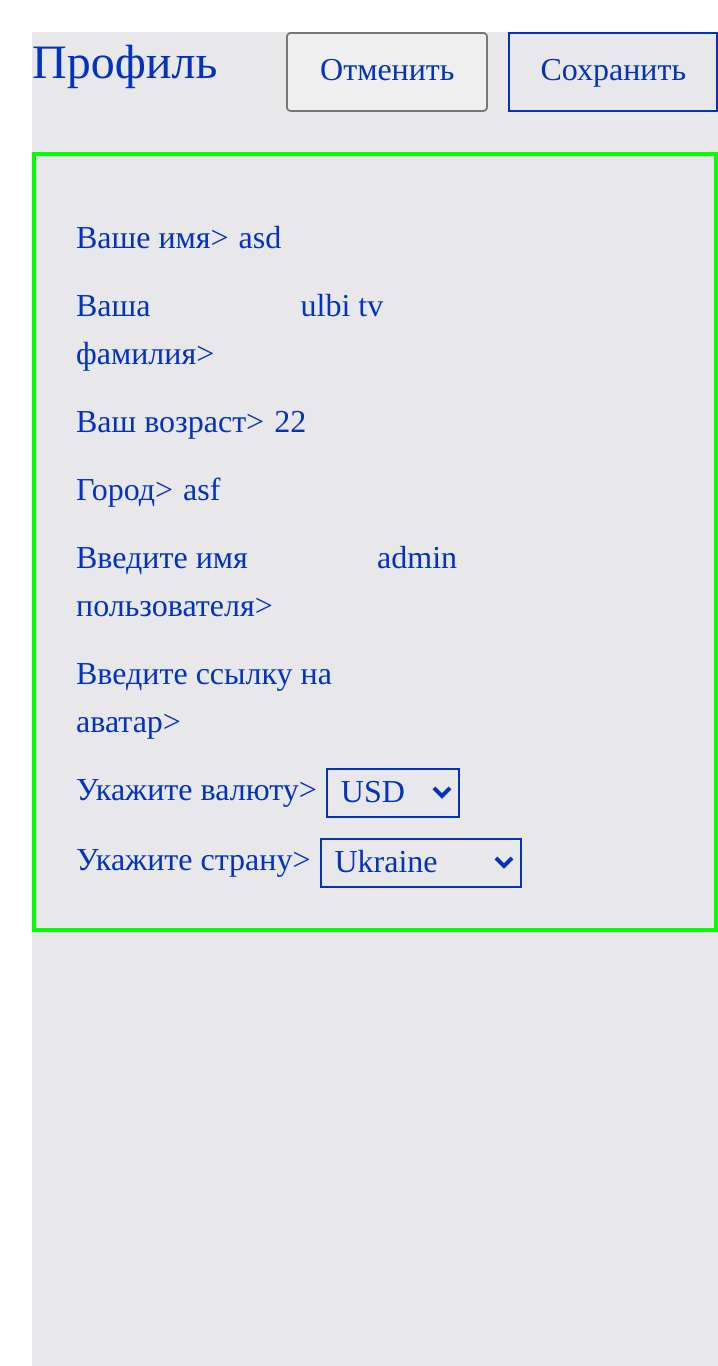 Профиль Отменить Сохранить
Ваше имя> asd
Ваша ulbi tv
фамилия>
Ваш возраст> 22
Город> asf
Введите имя admin
пользователя>
Введите ссылку на
аватар>
Укажите валюту> USD
Укажите страну> Ukraine